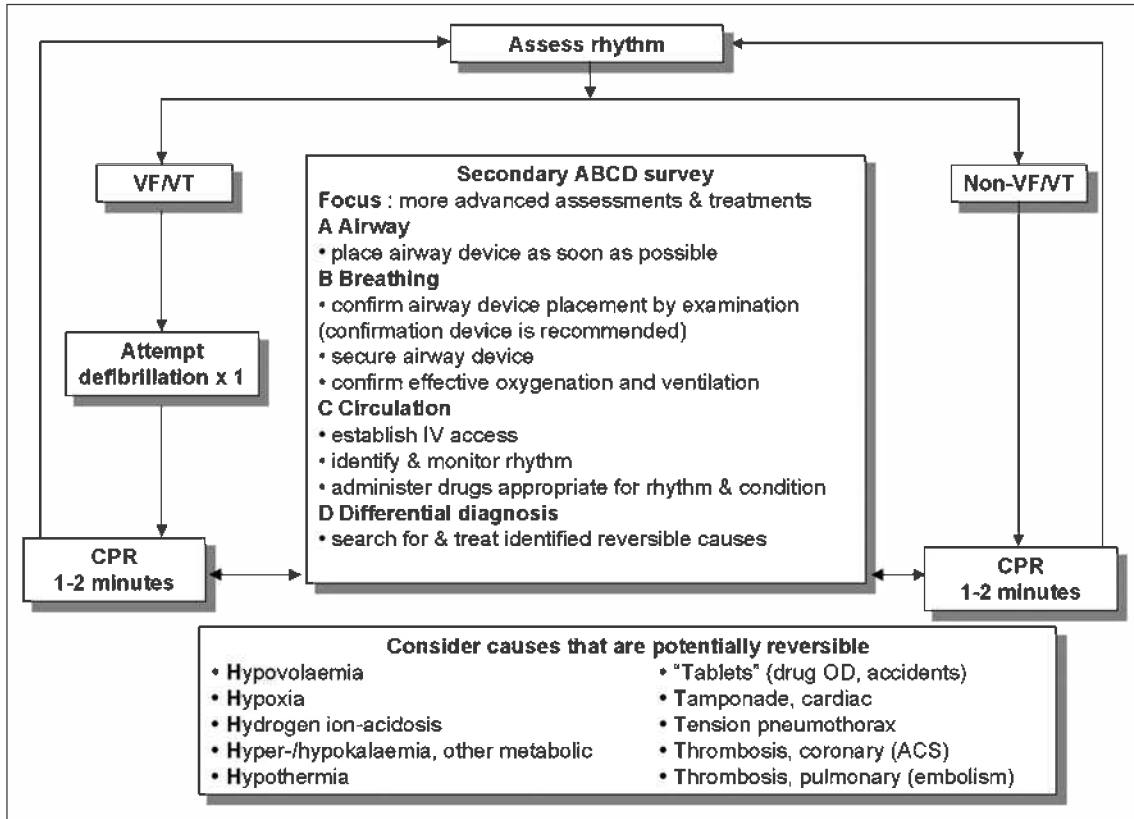 Assess rhythm
VF/VT
Non-VF/VT
Attempt
defibrillation x 1
CPR
1-2 minutes
Secondary ABCD survey
Focus : more advanced assessments & treatments
A Airway
• place airway device as soon as possible
B Breathing
• confirm airway device placement by examination
(confirmation device is recommended)
• secure airway device
• confirm effective oxygenation and ventilation
C Circulation
• establish IV access
• identify & monitor rhythm
• administer drugs appropriate for rhythm & condition
D Differential diagnosis
• search for & treat identified reversible causes
CPR
1-2 minutes
Consider causes that are potentially reversible
• Hypovolaemia
• Hypoxia
• Hydrogen ion-acidosis
• Hyper-/hypokalaemia, other metabolic
• Hypothermia
• "Tablets" (drug OD, accidents)
• Tamponade, cardiac
• Tension pneumothorax
• Thrombosis, coronary (ACS)
• Thrombosis, pulmonary (embolism)